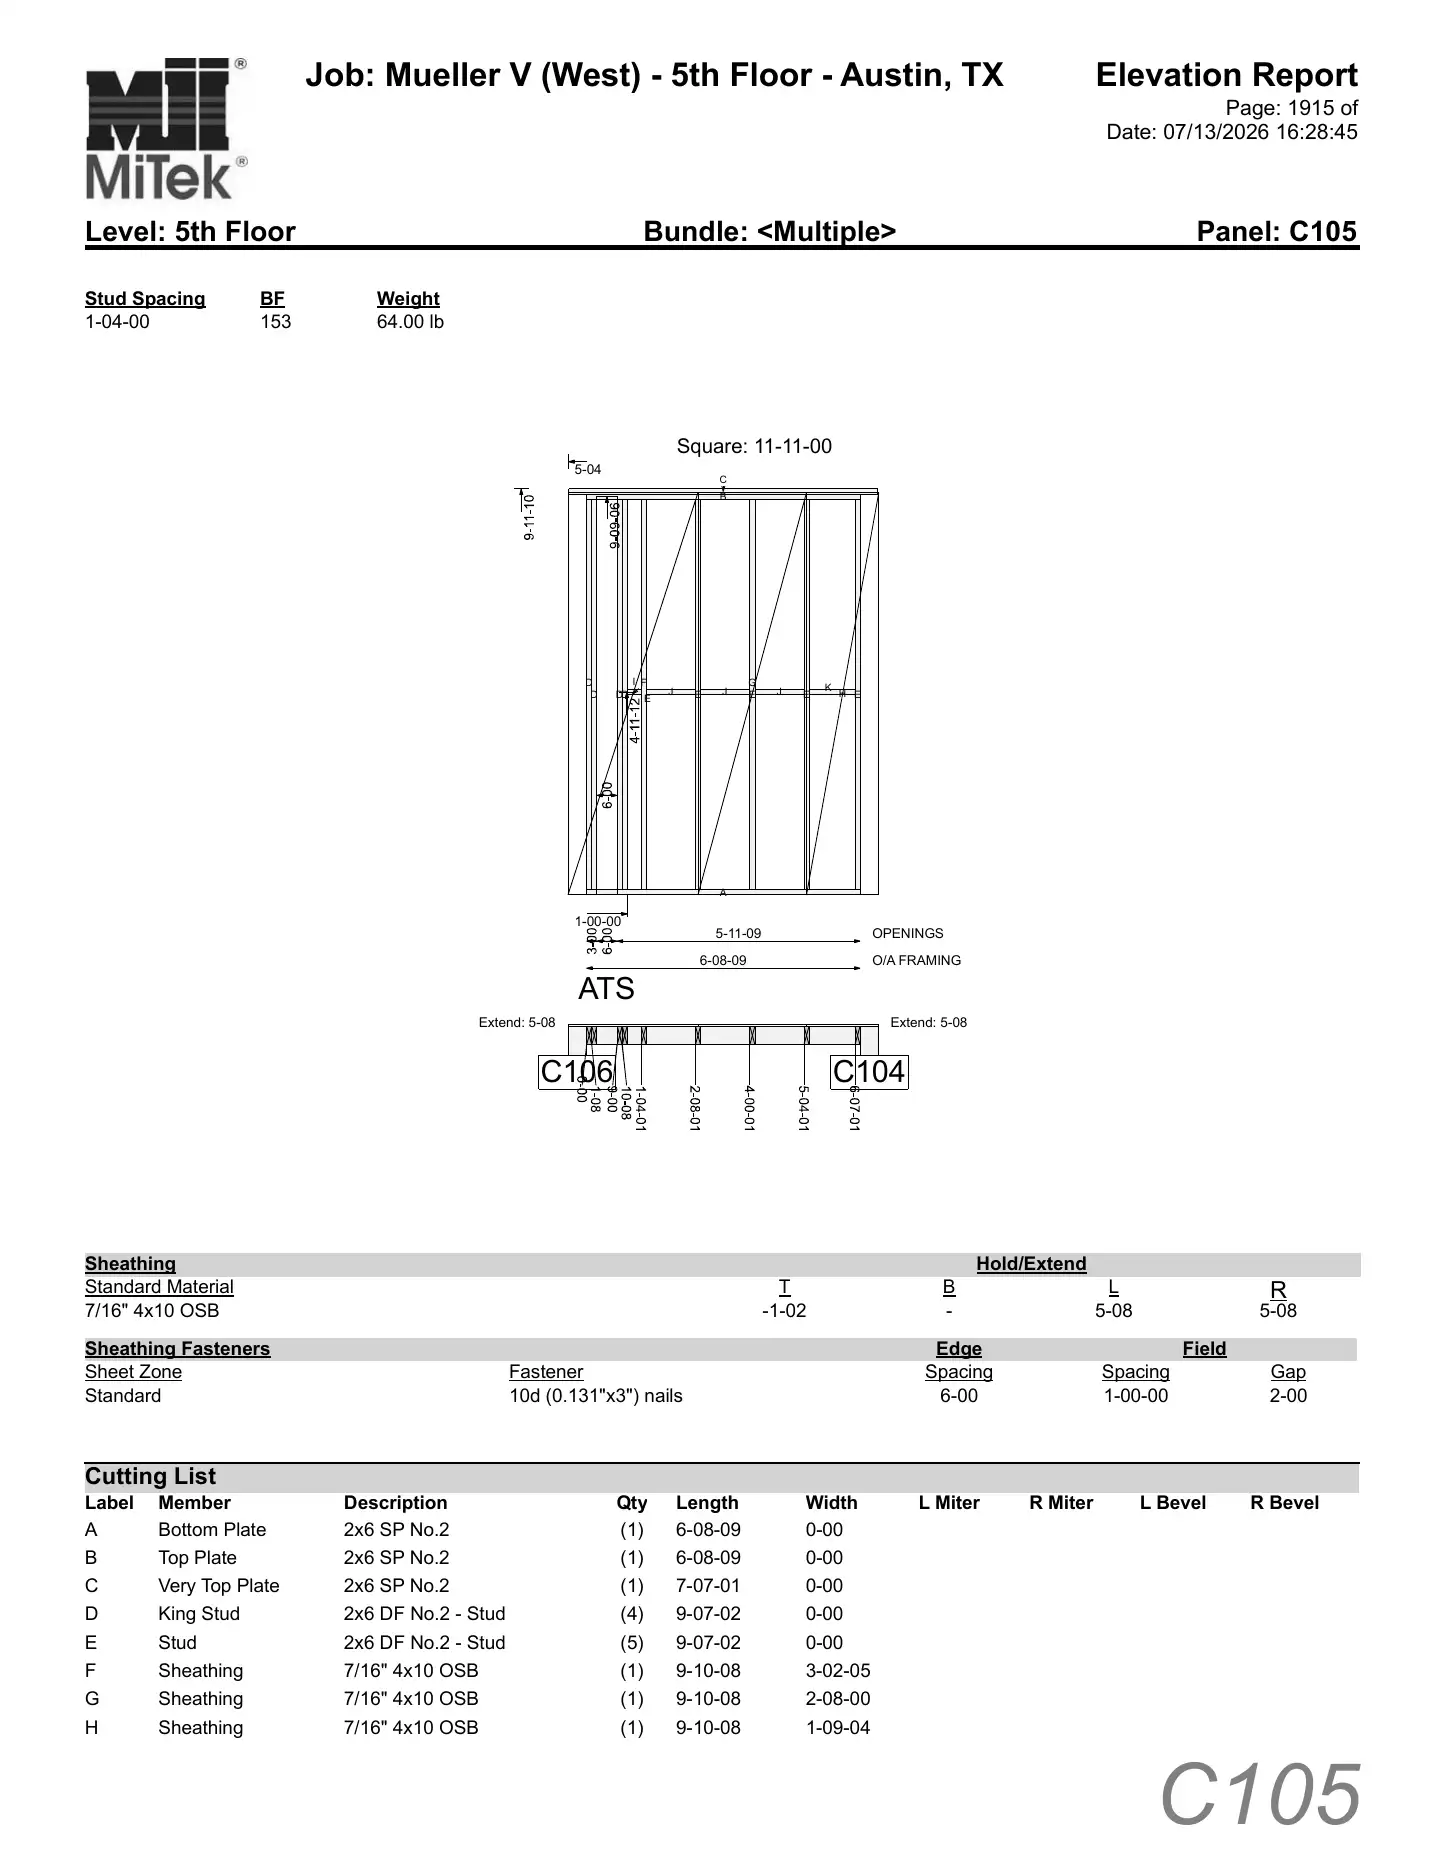 Job: Mueller V (West) - 5th Floor - Austin, TX
Elevation Report
Page: 1915 of
Date: 07/13/2026 16:28:45
MiTek®
Level: 5th Floor Bundle: <Multiple> Panel: C105
Stud Spacing BF Weight
1-04-00 153 64.00 lb
Square: 11-11-00
5-04
C
B
9-11-10
9-09-06
D I F G K
D D E J J J H E
4-11-12
6-00
A
1-00-00
3-00 6-00 5-11-09 OPENINGS
6-08-09 O/A FRAMING
ATS
Extend: 5-08 Extend: 5-08
C106 C104
0-00 1-08 9-00 10-08 1-04-01 2-08-01 4-00-01 5-04-01 6-07-01
Sheathing Hold/Extend
Standard Material T B L R
7/16" 4x10 OSB -1-02 - 5-08 5-08
Sheathing Fasteners Edge Field
Sheet Zone Fastener Spacing Spacing Gap
Standard 10d (0.131"x3") nails 6-00 1-00-00 2-00
Cutting List
Label Member Description Qty Length Width L Miter R Miter L Bevel R Bevel
A Bottom Plate 2x6 SP No.2 (1) 6-08-09 0-00
B Top Plate 2x6 SP No.2 (1) 6-08-09 0-00
C Very Top Plate 2x6 SP No.2 (1) 7-07-01 0-00
D King Stud 2x6 DF No.2 - Stud (4) 9-07-02 0-00
E Stud 2x6 DF No.2 - Stud (5) 9-07-02 0-00
F Sheathing 7/16" 4x10 OSB (1) 9-10-08 3-02-05
G Sheathing 7/16" 4x10 OSB (1) 9-10-08 2-08-00
H Sheathing 7/16" 4x10 OSB (1) 9-10-08 1-09-04
C105